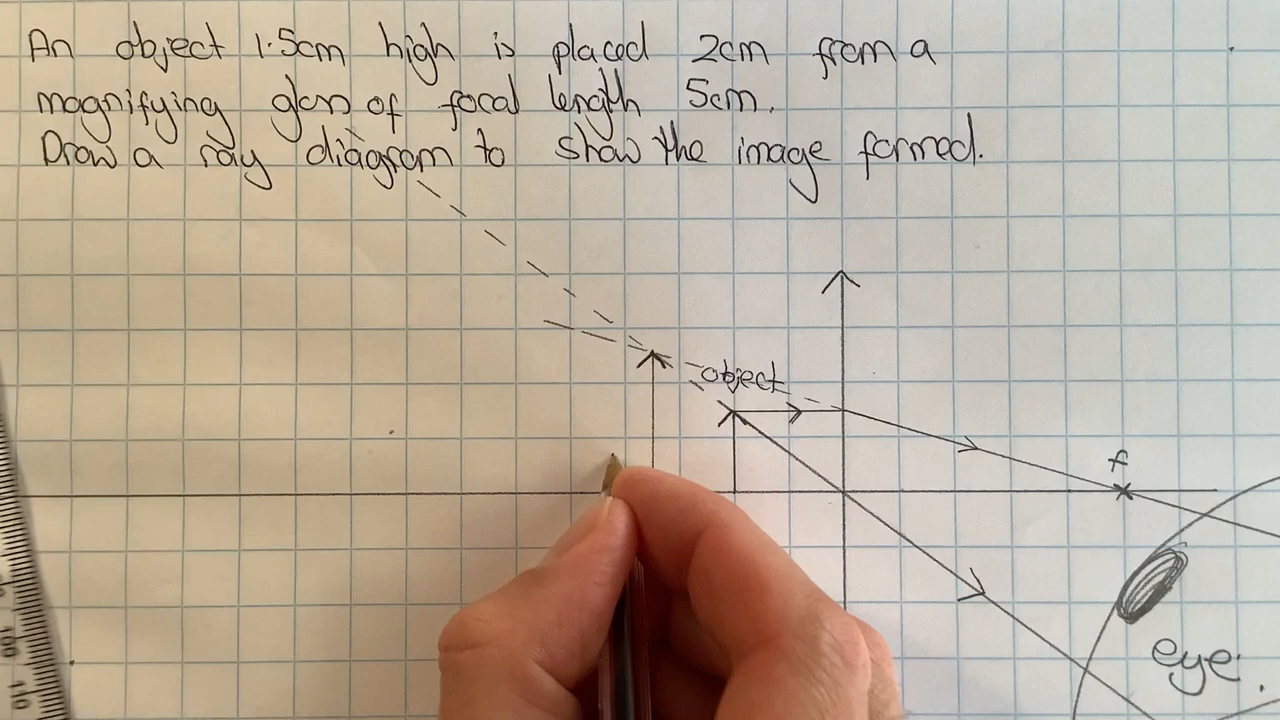 An object 1.5cm high is placed 2cm from a
magnifying glass of focal length 5cm.
Draw a ray diagram to show the image formed.
object
f
eye.
10